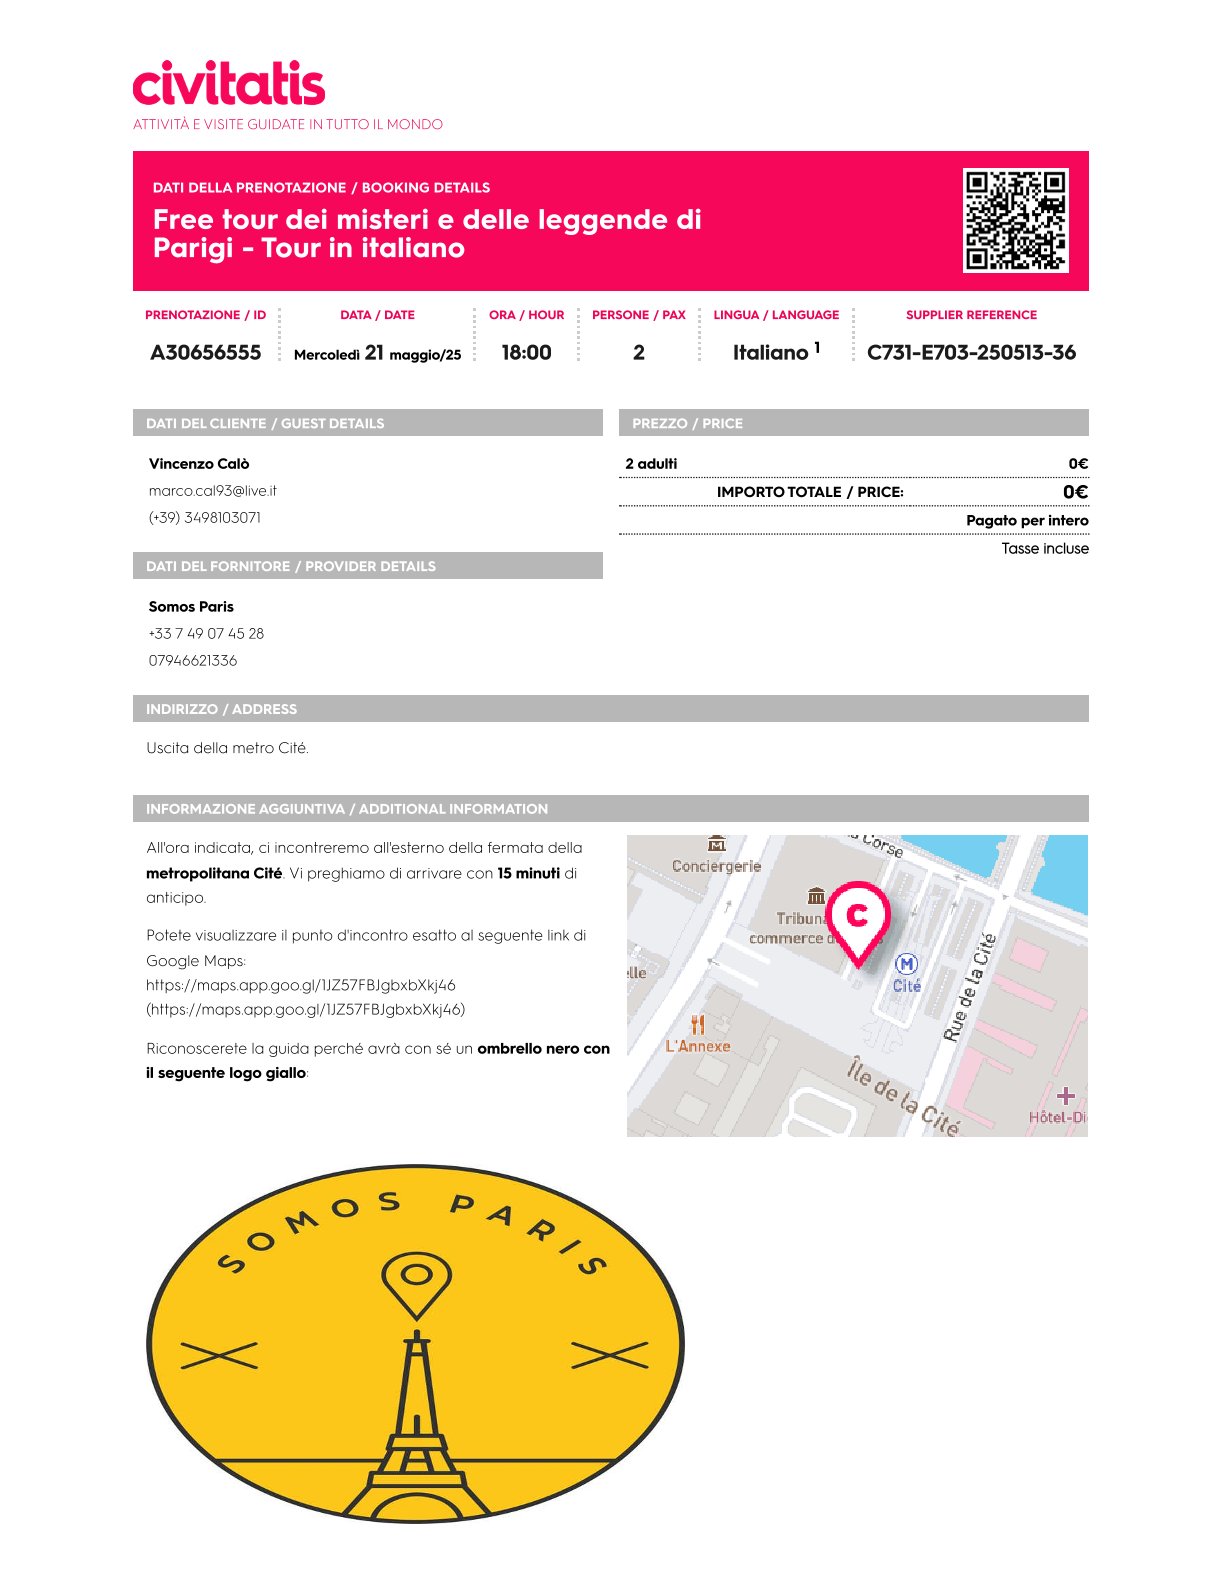 civitatis
ATTIVITÀ E VISITE GUIDATE IN TUTTO IL MONDO
DATI DELLA PRENOTAZIONE / BOOKING DETAILS
Free tour dei misteri e delle leggende di
Parigi - Tour in italiano
PRENOTAZIONE / ID
A30656555
DATA / DATE
Mercoledì 21 maggio/25
ORA / HOUR
18:00
PERSONE / PAX
2
LINGUA / LANGUAGE
Italiano 1
SUPPLIER REFERENCE
C731-E703-250513-36
DATI DEL CLIENTE / GUEST DETAILS
Vincenzo Calò
marco.cal93@live.it
(+39) 3498103071
PREZZO / PRICE
2 adulti 0€
IMPORTO TOTALE / PRICE: 0€
Pagato per intero
Tasse incluse
DATI DEL FORNITORE / PROVIDER DETAILS
Somos Paris
+33 7 49 07 45 28
07946621336
INDIRIZZO / ADDRESS
Uscita della metro Cité.
INFORMAZIONE AGGIUNTIVA / ADDITIONAL INFORMATION
All'ora indicata, ci incontreremo all'esterno della fermata della
metropolitana Cité. Vi preghiamo di arrivare con 15 minuti di
anticipo.
Potete visualizzare il punto d'incontro esatto al seguente link di
Google Maps:
https://maps.app.goo.gl/1JZ57FBJgbxbXkj46
(https://maps.app.goo.gl/1JZ57FBJgbxbXkj46)
Riconoscerete la guida perché avrà con sé un ombrello nero con
il seguente logo giallo:
Corse
Conciergerie
Tribuna
commerce d
C
M
Cité
Rue de la Cité
L'Annexe
Île de la Cité
Hôtel-Di
SOMOS PARIS